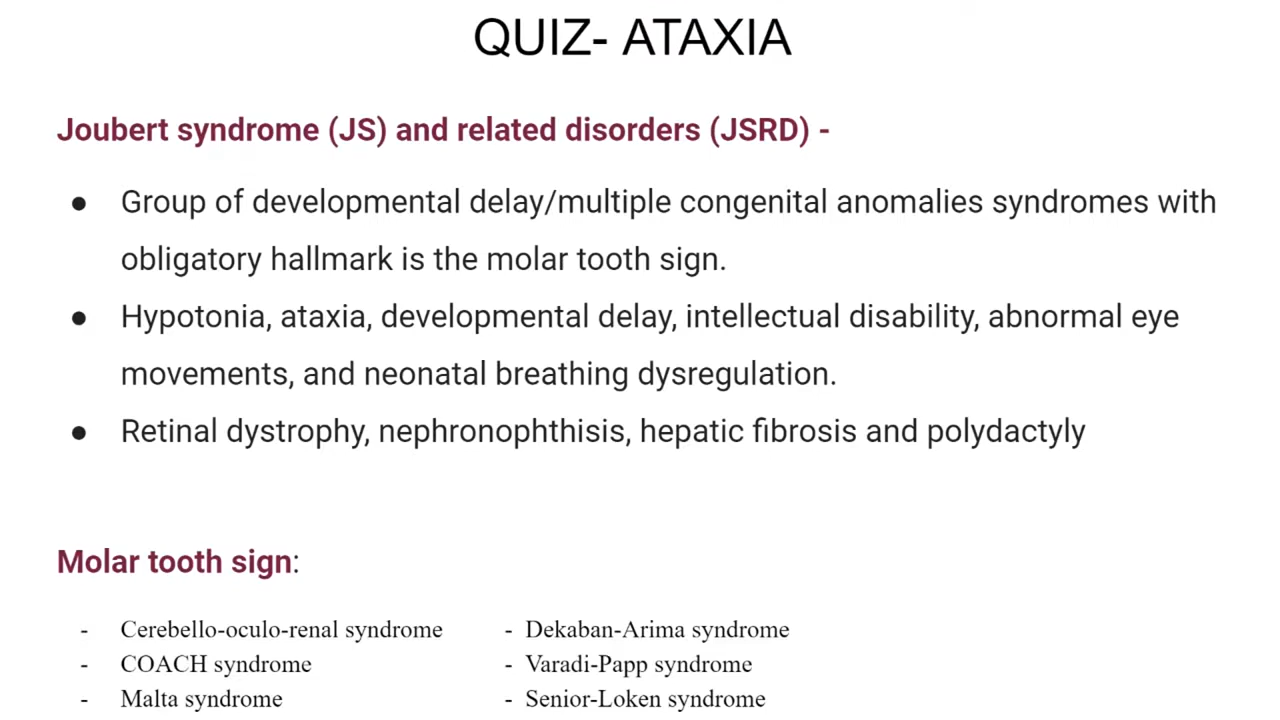 QUIZ- ATAXIA
Joubert syndrome (JS) and related disorders (JSRD) -
● Group of developmental delay/multiple congenital anomalies syndromes with
obligatory hallmark is the molar tooth sign.
● Hypotonia, ataxia, developmental delay, intellectual disability, abnormal eye
movements, and neonatal breathing dysregulation.
● Retinal dystrophy, nephronophthisis, hepatic fibrosis and polydactyly
Molar tooth sign:
- Cerebello-oculo-renal syndrome
- COACH syndrome
- Malta syndrome
- Dekaban-Arima syndrome
- Varadi-Papp syndrome
- Senior-Loken syndrome